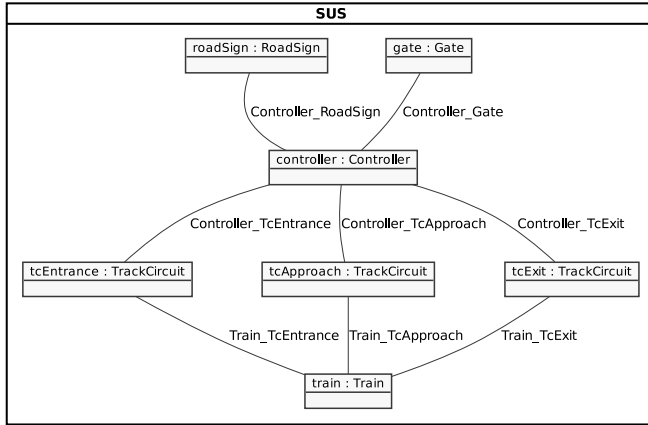 SUS
roadSign : RoadSign
gate : Gate
Controller_RoadSign
Controller_Gate
controller : Controller
Controller_TcEntrance
Controller_TcApproach
Controller_TcExit
tcEntrance : TrackCircuit
tcApproach : TrackCircuit
tcExit : TrackCircuit
Train_TcEntrance
Train_TcApproach
Train_TcExit
train : Train